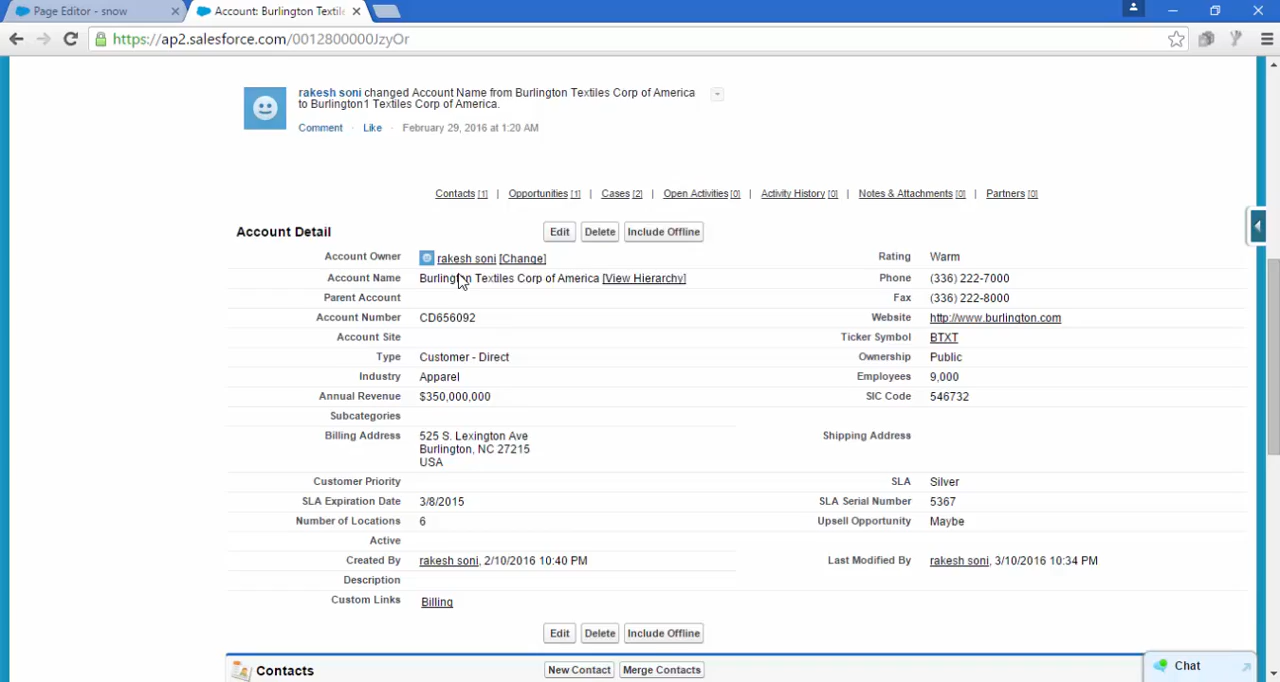 Page Editor - snow
Account: Burlington Textile
https://ap2.salesforce.com/0012800000JzyOr
rakesh soni changed Account Name from Burlington Textiles Corp of America
to Burlington1 Textiles Corp of America.
Comment · Like · February 29, 2016 at 1:20 AM
Contacts [1] | Opportunities [1] | Cases [2] | Open Activities [0] | Activity History [0] | Notes & Attachments [0] | Partners [0]
Account Detail Edit Delete Include Offline
Account Owner rakesh soni [Change] Rating Warm
Account Name Burlington Textiles Corp of America [View Hierarchy] Phone (336) 222-7000
Parent Account Fax (336) 222-8000
Account Number CD656092 Website http://www.burlington.com
Account Site Ticker Symbol BTXT
Type Customer - Direct Ownership Public
Industry Apparel Employees 9,000
Annual Revenue $350,000,000 SIC Code 546732
Subcategories
Billing Address 525 S. Lexington Ave Shipping Address
Burlington, NC 27215
USA
Customer Priority SLA Silver
SLA Expiration Date 3/8/2015 SLA Serial Number 5367
Number of Locations 6 Upsell Opportunity Maybe
Active
Created By rakesh soni, 2/10/2016 10:40 PM Last Modified By rakesh soni, 3/10/2016 10:34 PM
Description
Custom Links Billing
Edit Delete Include Offline
Contacts New Contact Merge Contacts
Chat